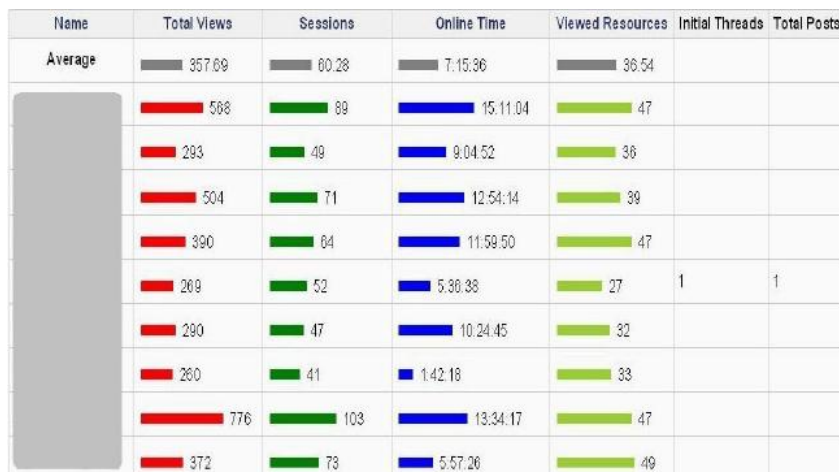 Name Total Views Sessions Online Time Viewed Resources Initial Threads Total Posts
Average 357.69 60.28 7:15:36 36.54
568 89 15:11:04 47
293 49 9:04:52 36
504 71 12:54:14 39
390 64 11:59:50 47
269 52 5:36:38 27 1 1
290 47 10:24:45 32
260 41 1:42:18 33
776 103 13:34:17 47
372 73 5:57:26 49